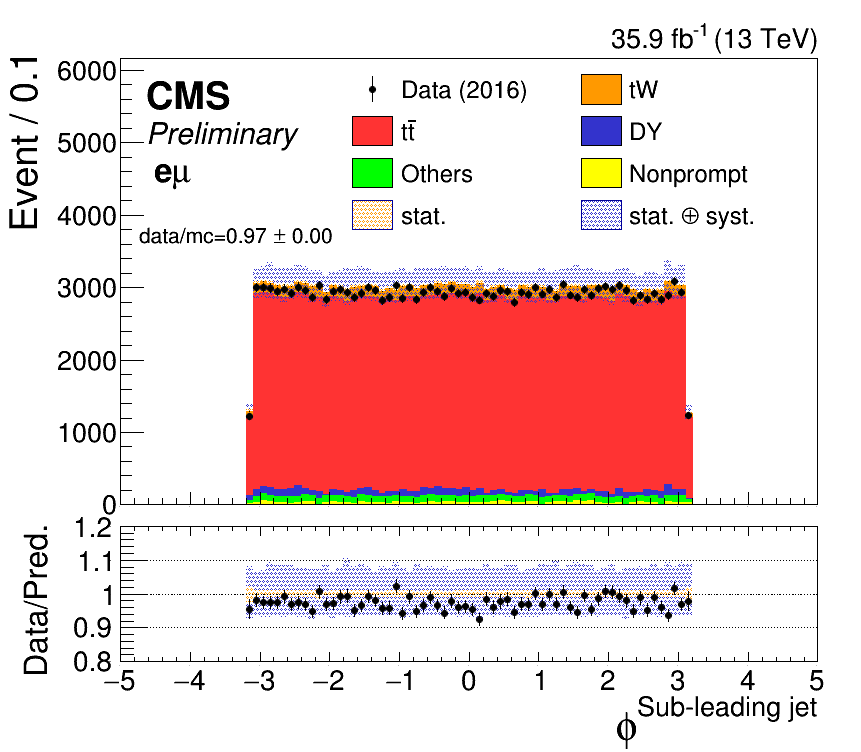 35.9 fb⁻¹ (13 TeV)
Event / 0.1
6000
5000
4000
3000
2000
1000
0
CMS
Preliminary
eμ
data/mc=0.97 ± 0.00
Data (2016)
tt̄
Others
stat.
tW
DY
Nonprompt
stat. ⊕ syst.
Data/Pred.
1.2
1.1
1
0.9
0.8
−5 −4 −3 −2 −1 0 1 2 3 4 5
ϕ Sub-leading jet